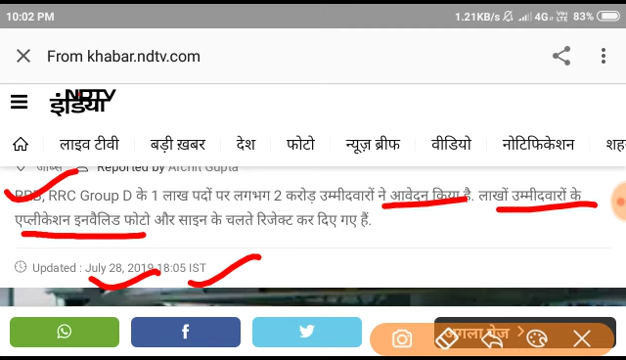 10:02 PM 1.21KB/s 4G VoLTE 83%
From khabar.ndtv.com
NDTV
इंडिया
लाइव टीवी बड़ी ख़बर देश फोटो न्यूज़ ब्रीफ वीडियो नोटिफिकेशन
जॉब्स Reported by Archit Gupta
RRB, RRC Group D के 1 लाख पदों पर लगभग 2 करोड़ उम्मीदवारों ने आवेदन किया है. लाखों उम्मीदवारों के
एप्लीकेशन इनवैलिड फोटो और साइन के चलते रिजेक्ट कर दिए गए हैं.
Updated : July 28, 2019 18:05 IST
अगला पेज